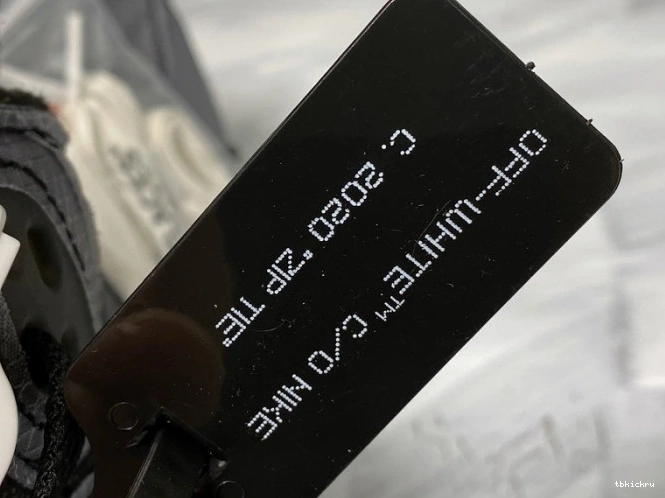 OFF-WHITE™ C/O NIKE
C. 2020 "ZIP TIE"
tbkickru